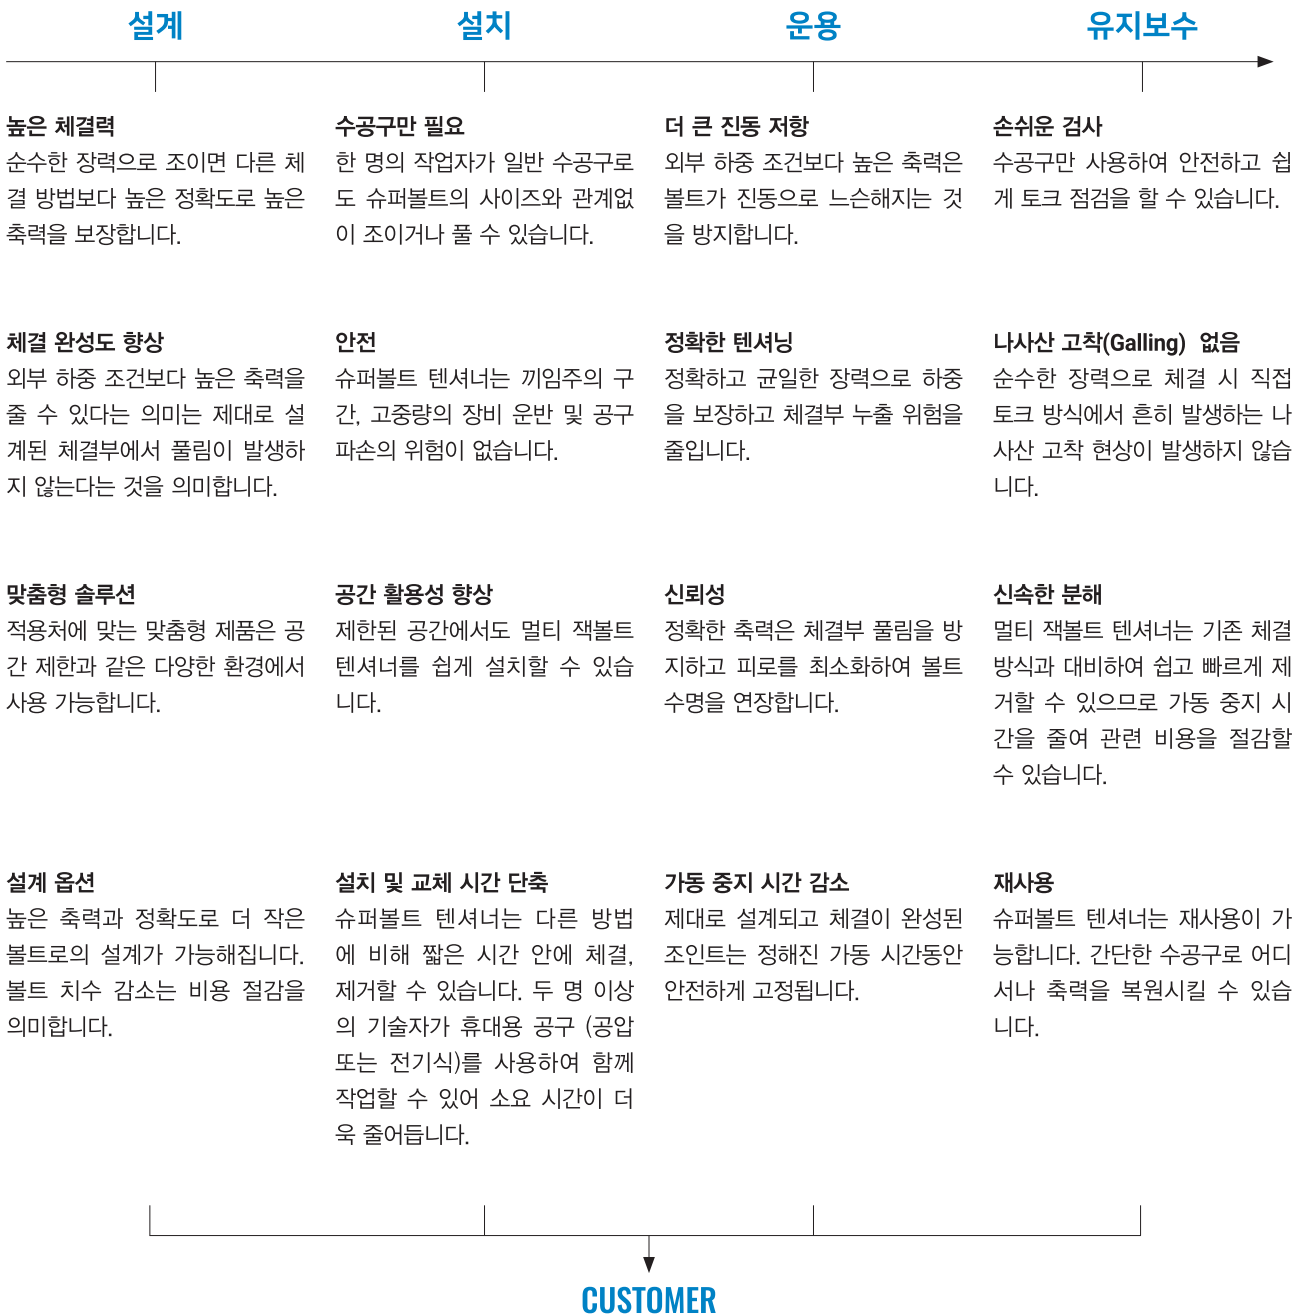 설계
설치
운용
유지보수
높은 체결력
순수한 장력으로 조이면 다른 체
결 방법보다 높은 정확도로 높은
축력을 보장합니다.
수공구만 필요
한 명의 작업자가 일반 수공구로
도 슈퍼볼트의 사이즈와 관계없
이 조이거나 풀 수 있습니다.
더 큰 진동 저항
외부 하중 조건보다 높은 축력은
볼트가 진동으로 느슨해지는 것
을 방지합니다.
손쉬운 검사
수공구만 사용하여 안전하고 쉽
게 토크 점검을 할 수 있습니다.
체결 완성도 향상
외부 하중 조건보다 높은 축력을
줄 수 있다는 의미는 제대로 설
계된 체결부에서 풀림이 발생하
지 않는다는 것을 의미합니다.
안전
슈퍼볼트 텐셔너는 끼임주의 구
간, 고중량의 장비 운반 및 공구
파손의 위험이 없습니다.
정확한 텐셔닝
정확하고 균일한 장력으로 하중
을 보장하고 체결부 누출 위험을
줄입니다.
나사산 고착(Galling) 없음
순수한 장력으로 체결 시 직접
토크 방식에서 흔히 발생하는 나
사산 고착 현상이 발생하지 않습
니다.
맞춤형 솔루션
적용처에 맞는 맞춤형 제품은 공
간 제한과 같은 다양한 환경에서
사용 가능합니다.
공간 활용성 향상
제한된 공간에서도 멀티 잭볼트
텐셔너를 쉽게 설치할 수 있습
니다.
신뢰성
정확한 축력은 체결부 풀림을 방
지하고 피로를 최소화하여 볼트
수명을 연장합니다.
신속한 분해
멀티 잭볼트 텐셔너는 기존 체결
방식과 대비하여 쉽고 빠르게 제
거할 수 있으므로 가동 중지 시
간을 줄여 관련 비용을 절감할
수 있습니다.
설계 옵션
높은 축력과 정확도로 더 작은
볼트로의 설계가 가능해집니다.
볼트 치수 감소는 비용 절감을
의미합니다.
설치 및 교체 시간 단축
슈퍼볼트 텐셔너는 다른 방법
에 비해 짧은 시간 안에 체결,
제거할 수 있습니다. 두 명 이상
의 기술자가 휴대용 공구 (공압
또는 전기식)를 사용하여 함께
작업할 수 있어 소요 시간이 더
욱 줄어듭니다.
가동 중지 시간 감소
제대로 설계되고 체결이 완성된
조인트는 정해진 가동 시간동안
안전하게 고정됩니다.
재사용
슈퍼볼트 텐셔너는 재사용이 가
능합니다. 간단한 수공구로 어디
서나 축력을 복원시킬 수 있습
니다.
CUSTOMER